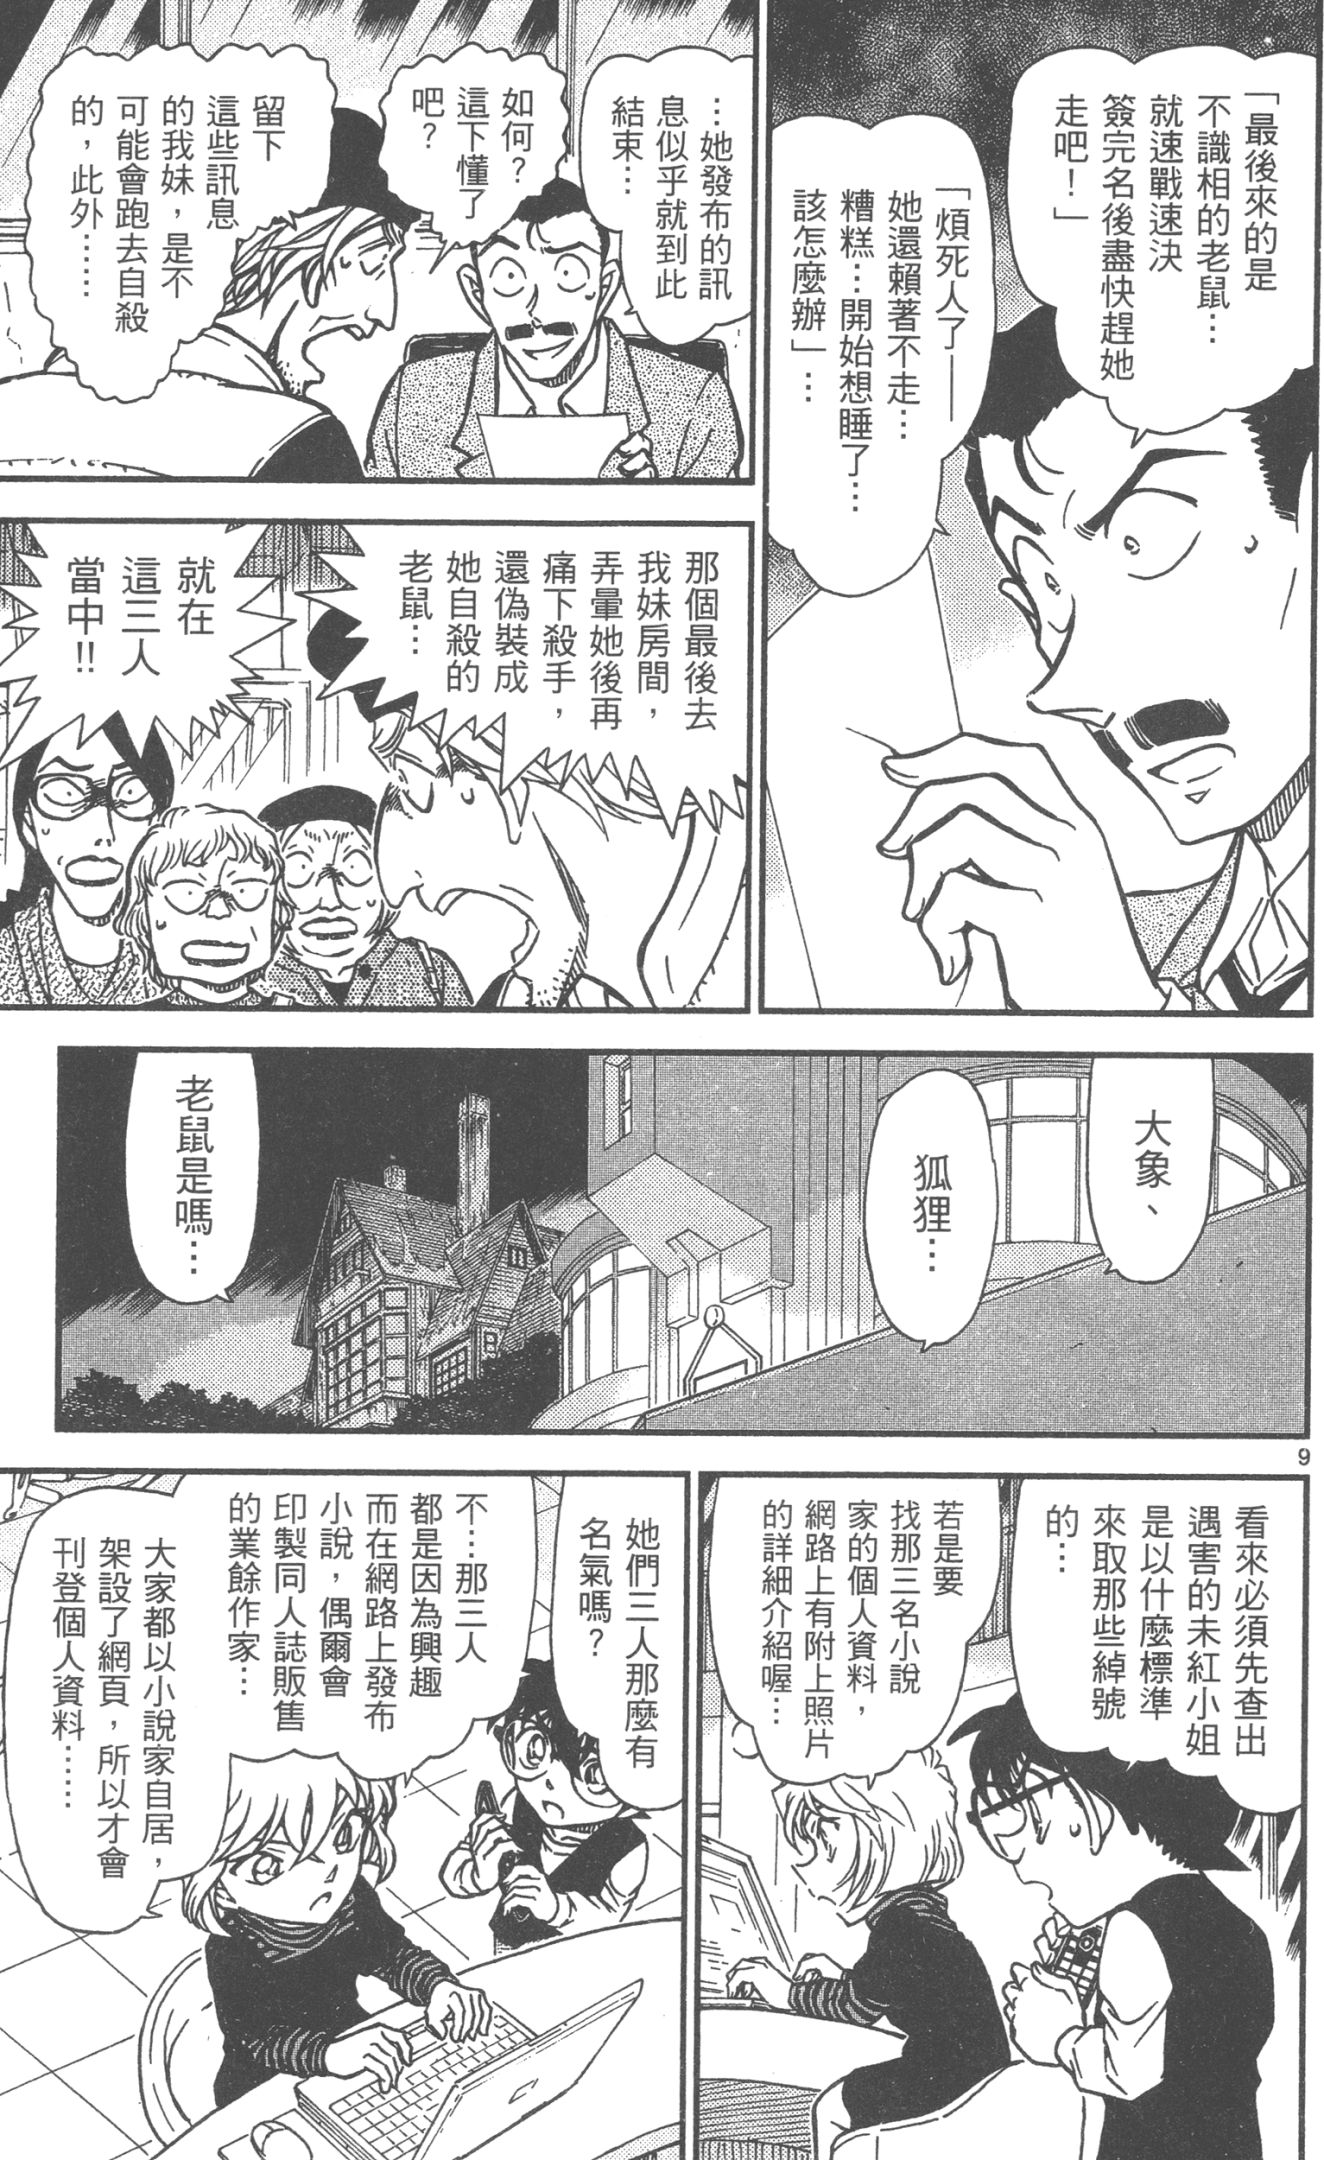 「最後來的是
不識相的老鼠…
就速戰速決
簽完名後盡快趕她
走吧！」
「煩死人了——
她還賴著不走…
糟糕…開始想睡了…
該怎麼辦」…
…她發布的訊
息似乎就到此
結束…
如何？
這下懂了
吧？
留下
這些訊息
的我妹，是不
可能會跑去自殺
的，此外……
那個最後去
我妹房間，
弄暈她後再
痛下殺手，
還偽裝成
她自殺的
老鼠…
就在
這三人
當中!!
大象、
狐狸…
老鼠是嗎…
9
看來必須先查出
遇害的未紅小姐
是以什麼標準
來取那些綽號
的…
若是要
找那三名小說
家的個人資料，
網路上有附上照片
的詳細介紹喔…
她們三人那麼有
名氣嗎？
不…那三人
都是因為興趣
而在網路上發布
小說，偶爾會
印製同人誌販售
的業餘作家…
大家都以小說家自居，
架設了網頁，所以才會
刊登個人資料……